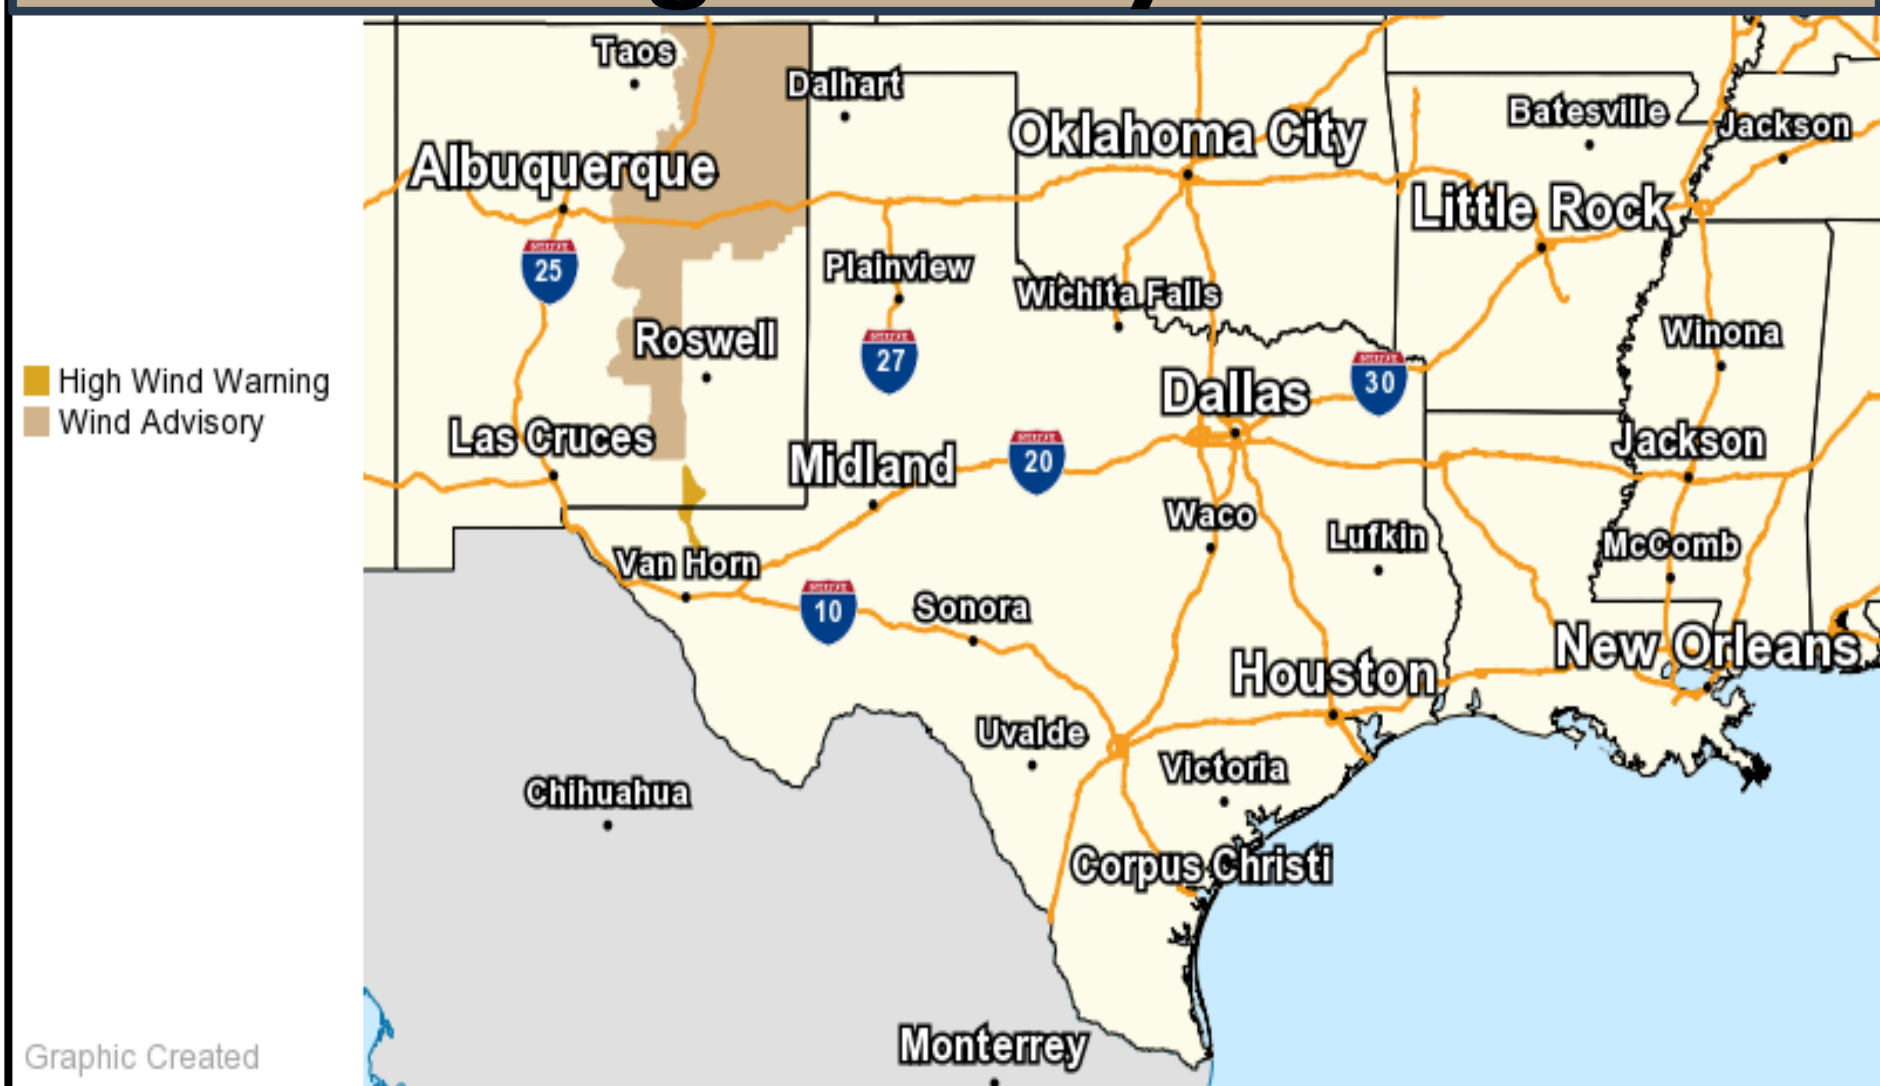 Taos
Dalhart
Batesville
Jackson
Oklahoma City
Albuquerque
Little Rock
25
Plainview
Wichita Falls
Winona
Roswell
27
30
High Wind Warning
Wind Advisory
Dallas
Las Cruces
Jackson
Midland
20
Waco
Lufkin
McComb
Van Horn
10
Sonora
New Orleans
Houston
Uvalde
Victoria
Chihuahua
Corpus Christi
Monterrey
Graphic Created